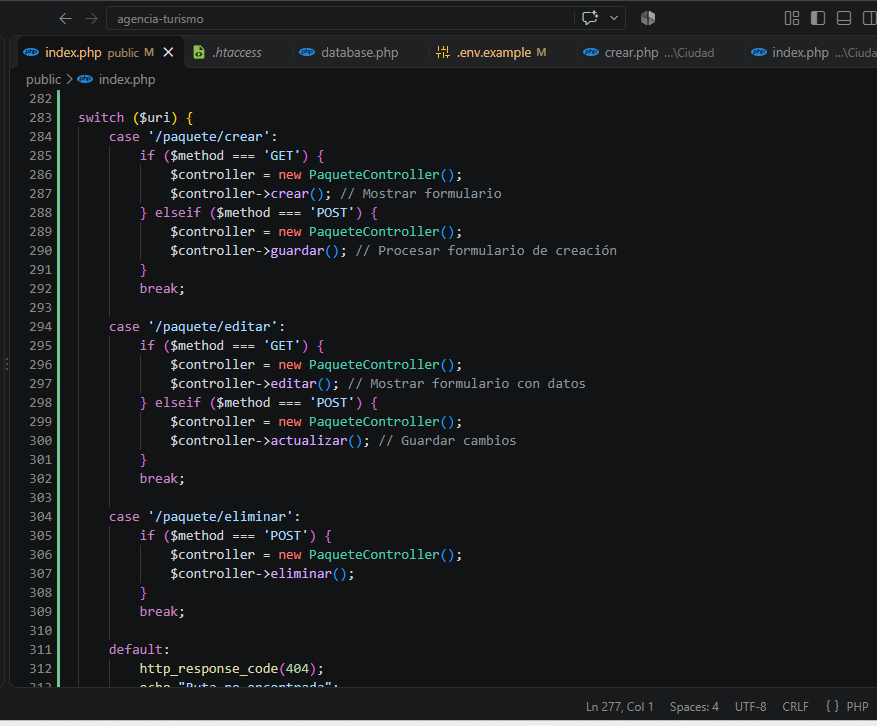 agencia-turismo
index.php public M
.htaccess
database.php
.env.example M
crear.php ...\Ciudad
index.php ...\Ciuda
public > index.php
282
283 switch ($uri) {
284 case '/paquete/crear':
285 if ($method === 'GET') {
286 $controller = new PaqueteController();
287 $controller->crear(); // Mostrar formulario
288 } elseif ($method === 'POST') {
289 $controller = new PaqueteController();
290 $controller->guardar(); // Procesar formulario de creación
291 }
292 break;
293
294 case '/paquete/editar':
295 if ($method === 'GET') {
296 $controller = new PaqueteController();
297 $controller->editar(); // Mostrar formulario con datos
298 } elseif ($method === 'POST') {
299 $controller = new PaqueteController();
300 $controller->actualizar(); // Guardar cambios
301 }
302 break;
303
304 case '/paquete/eliminar':
305 if ($method === 'POST') {
306 $controller = new PaqueteController();
307 $controller->eliminar();
308 }
309 break;
310
311 default:
312 http_response_code(404);
313 echo "Ruta no encontrada";
Ln 277, Col 1 Spaces: 4 UTF-8 CRLF { } PHP